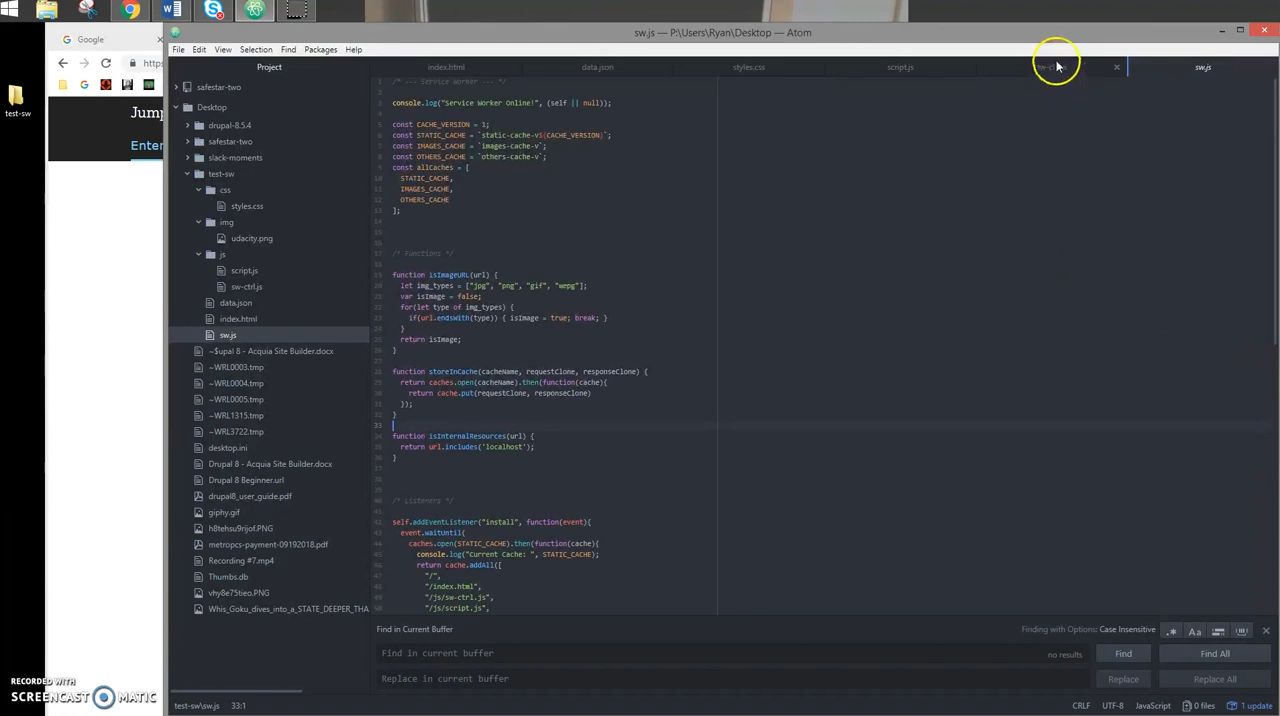 sw.js — P:\Users\Ryan\Desktop — Atom
Google
File Edit View Selection Find Packages Help
Project
index.html
data.json
styles.css
script.js
sw.js
http
test-sw
Jump
Enter
safestar-two
Desktop
drupal-8.5.4
safestar-two
slack-moments
test-sw
css
styles.css
img
udacity.png
js
script.js
sw-ctrl.js
data.json
index.html
sw.js
~$upal 8 - Acquia Site Builder.docx
~WRL0003.tmp
~WRL0004.tmp
~WRL0005.tmp
~WRL1315.tmp
~WRL3722.tmp
desktop.ini
Drupal 8 - Acquia Site Builder.docx
Drupal 8 Beginner.url
drupal8_user_guide.pdf
giphy.gif
h8tehsu9rijof.PNG
metropcs-payment-09192018.pdf
Recording #7.mp4
Thumbs.db
vhy8e75tieo.PNG
Whis_Goku_dives_into_a_STATE_DEEPER_THA
/* --- Service Worker --- */
console.log("Service Worker Online!", (self || null));
const CACHE_VERSION = 1;
const STATIC_CACHE = `static-cache-v${CACHE_VERSION}`;
const IMAGES_CACHE = `images-cache-v`;
const OTHERS_CACHE = `others-cache-v`;
const allCaches = [
STATIC_CACHE,
IMAGES_CACHE,
OTHERS_CACHE
];
/* Functions */
function isImageURL(url) {
let img_types = ["jpg", "png", "gif", "wepg"];
var isImage = false;
for(let type of img_types) {
if(url.endsWith(type)) { isImage = true; break; }
}
return isImage;
}
function storeInCache(cacheName, requestClone, responseClone) {
return caches.open(cacheName).then(function(cache){
return cache.put(requestClone, responseClone)
});
}
function isInternalResources(url) {
return url.includes('localhost');
}
/* Listeners */
self.addEventListener("install", function(event){
event.waitUntil(
caches.open(STATIC_CACHE).then(function(cache){
console.log("Current Cache: ", STATIC_CACHE);
return cache.addAll([
"/",
"/index.html",
"/js/sw-ctrl.js",
"/js/script.js",
Find in Current Buffer
Finding with Options: Case Insensitive
.* Aa
Find in current buffer
no results
Find
Find All
Replace in current buffer
Replace
Replace All
RECORDED WITH
SCREENCAST MATIC
test-sw\sw.js 33:1
CRLF UTF-8 JavaScript 0 files 1 update